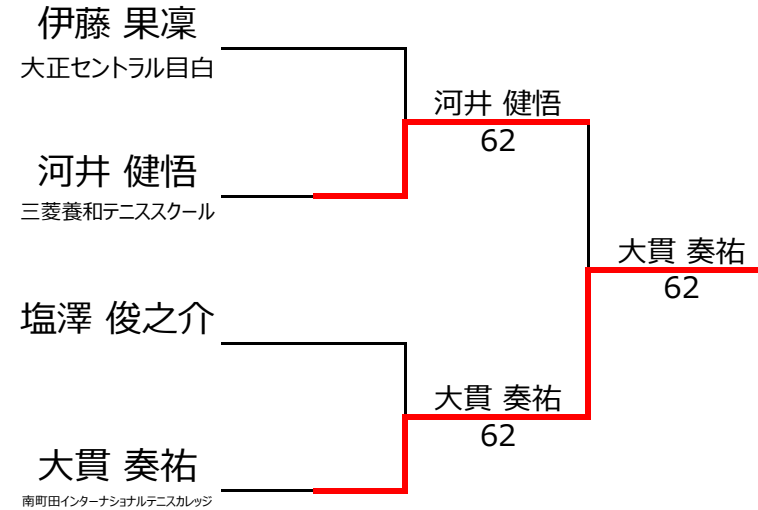 伊藤 果凜
大正セントラル目白
河井 健悟
62
河井 健悟
三菱養和テニススクール
大貫 奏祐
62
塩澤 俊之介
大貫 奏祐
62
大貫 奏祐
南町田インターナショナルテニスカレッジ